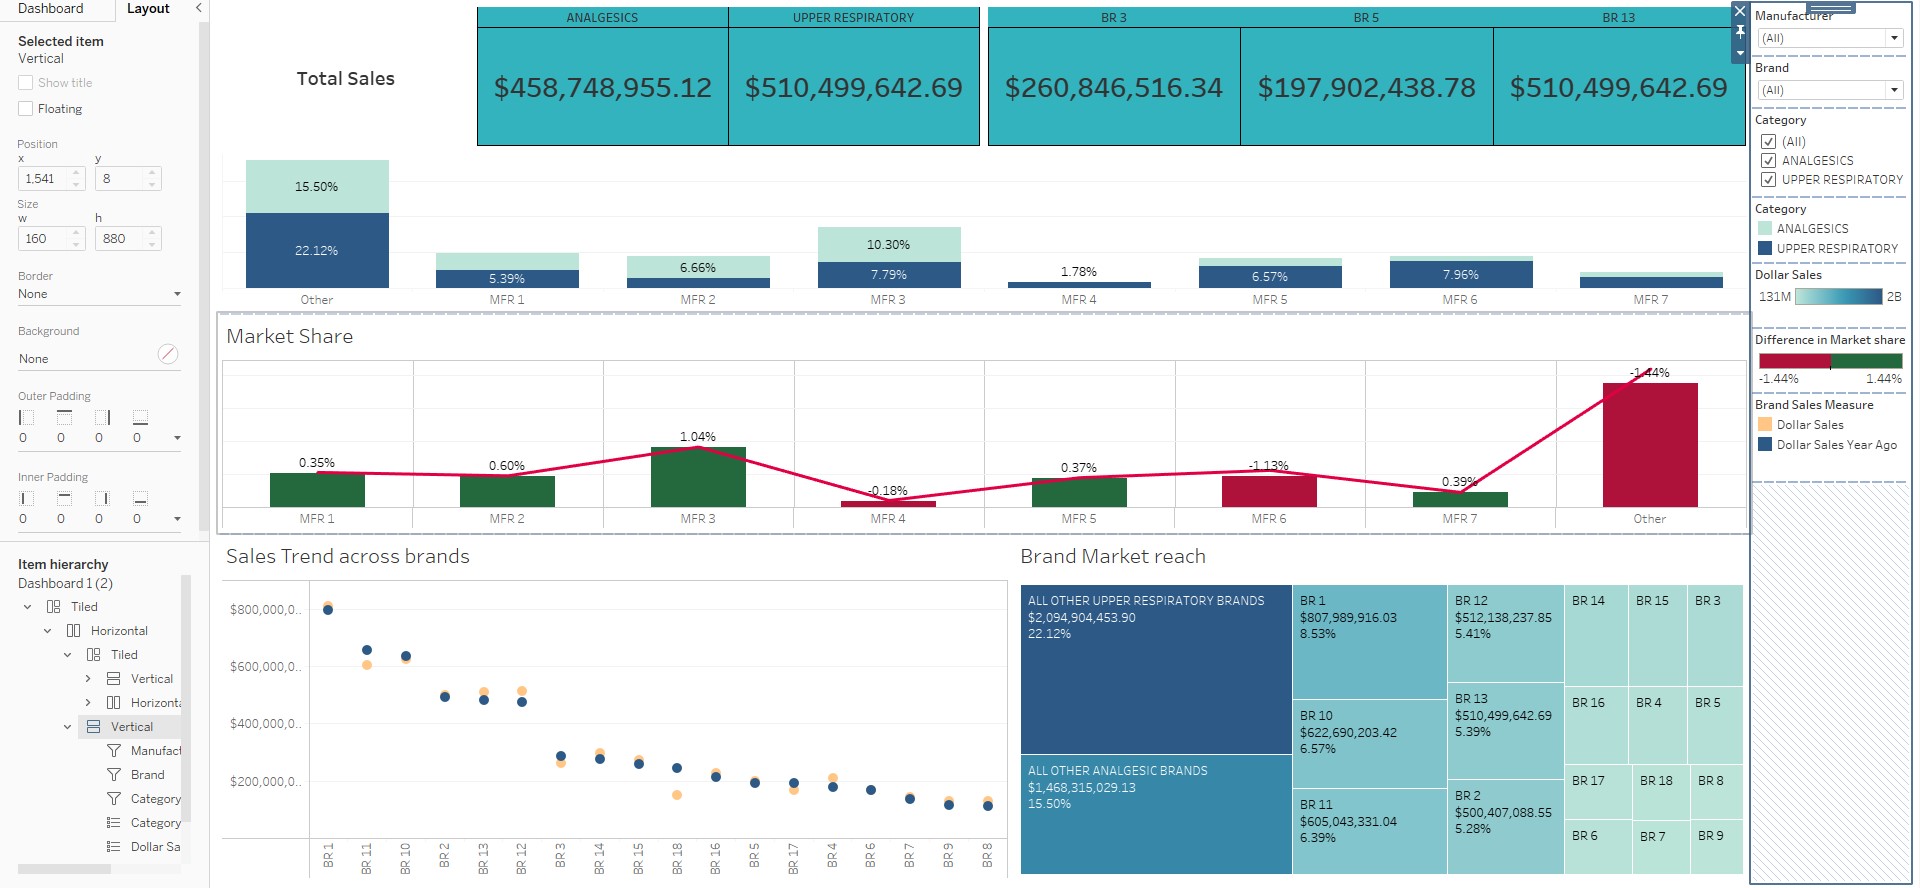 Dashboard Layout
Selected item
Vertical
Show title
Floating
Position
x y
1,541 8
Size
w h
160 880
Border
None
Background
None
Outer Padding
0 0 0 0
Inner Padding
0 0 0 0
Item hierarchy
Dashboard 1 (2)
Tiled
Horizontal
Tiled
Vertical
Horizonta
Vertical
Manufact
Brand
Category
Category
Dollar Sa
Total Sales
ANALGESICS UPPER RESPIRATORY
$458,748,955.12 $510,499,642.69
BR 3 BR 5 BR 13
$260,846,516.34 $197,902,438.78 $510,499,642.69
15.50%
22.12%
5.39%
6.66%
10.30%
7.79%
1.78%
6.57%
7.96%
Other MFR 1 MFR 2 MFR 3 MFR 4 MFR 5 MFR 6 MFR 7
Market Share
0.35% 0.60% 1.04% -0.18% 0.37% -1.13% 0.39% -1.44%
MFR 1 MFR 2 MFR 3 MFR 4 MFR 5 MFR 6 MFR 7 Other
Sales Trend across brands
$800,000,0..
$600,000,0..
$400,000,0..
$200,000,0..
BR 1 BR 11 BR 10 BR 2 BR 13 BR 12 BR 3 BR 14 BR 15 BR 18 BR 16 BR 5 BR 17 BR 4 BR 6 BR 7 BR 9 BR 8
Brand Market reach
ALL OTHER UPPER RESPIRATORY BRANDS
$2,094,904,453.90
22.12%
ALL OTHER ANALGESIC BRANDS
$1,468,315,029.13
15.50%
BR 1
$807,989,916.03
8.53%
BR 10
$622,690,203.42
6.57%
BR 11
$605,043,331.04
6.39%
BR 12
$512,138,237.85
5.41%
BR 13
$510,499,642.69
5.39%
BR 2
$500,407,088.55
5.28%
BR 14 BR 15 BR 3
BR 16 BR 4 BR 5
BR 17 BR 18 BR 8
BR 6 BR 7 BR 9
Manufacturer
(All)
Brand
(All)
Category
(All)
ANALGESICS
UPPER RESPIRATORY
Category
ANALGESICS
UPPER RESPIRATORY
Dollar Sales
131M 2B
Difference in Market share
-1.44% 1.44%
Brand Sales Measure
Dollar Sales
Dollar Sales Year Ago